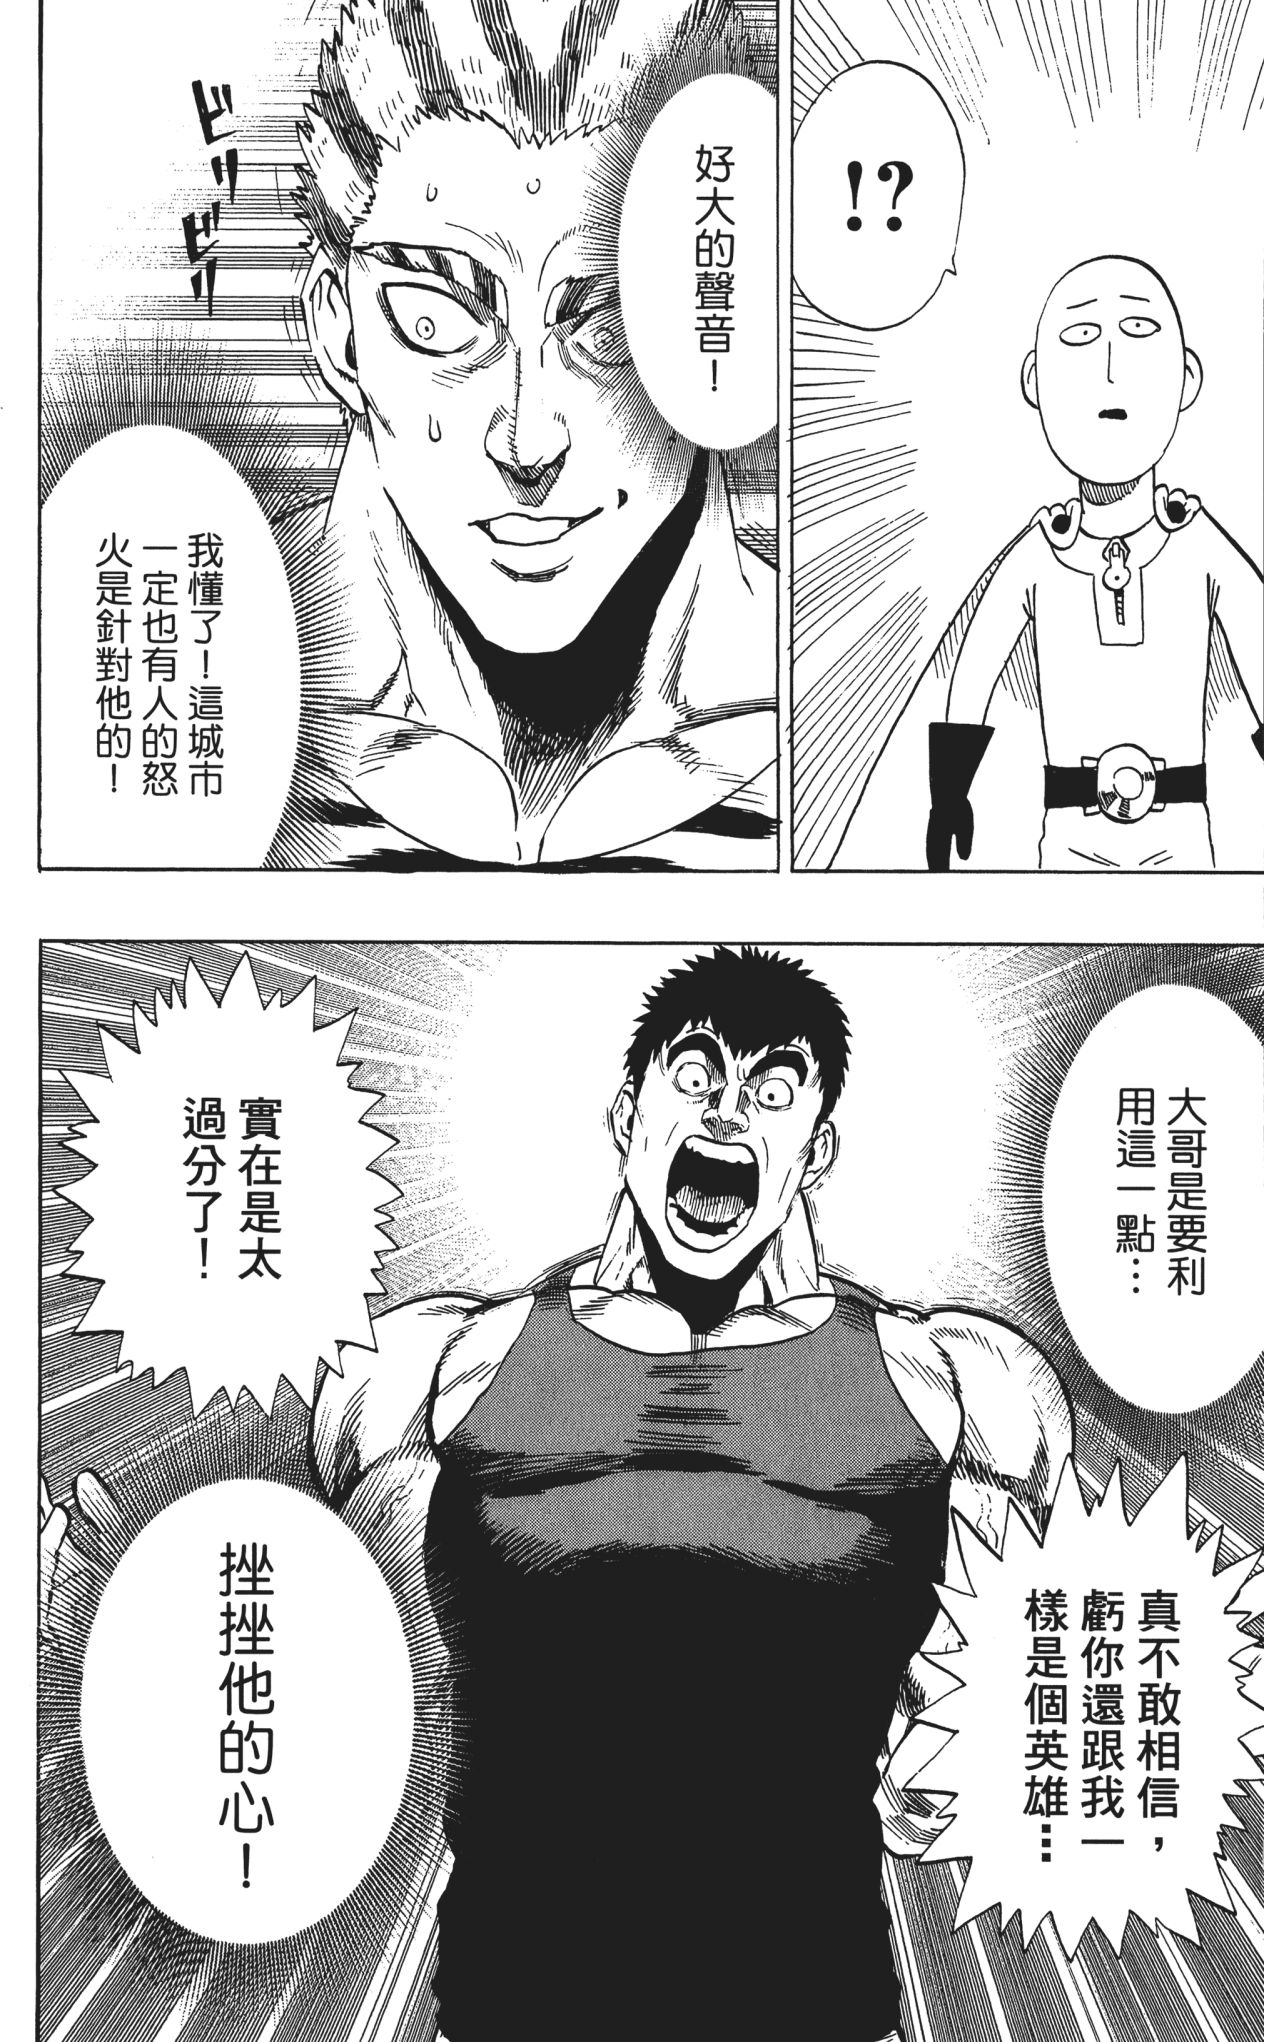 !?
好大的聲音！
ドッ
ビリ
我懂了！這城市
一定也有人的怒
火是針對他的！
大哥是要利
用這一點…
真不敢相信，
虧你還跟我一
樣是個英雄…
實在是太
過分了！
挫挫他的心！